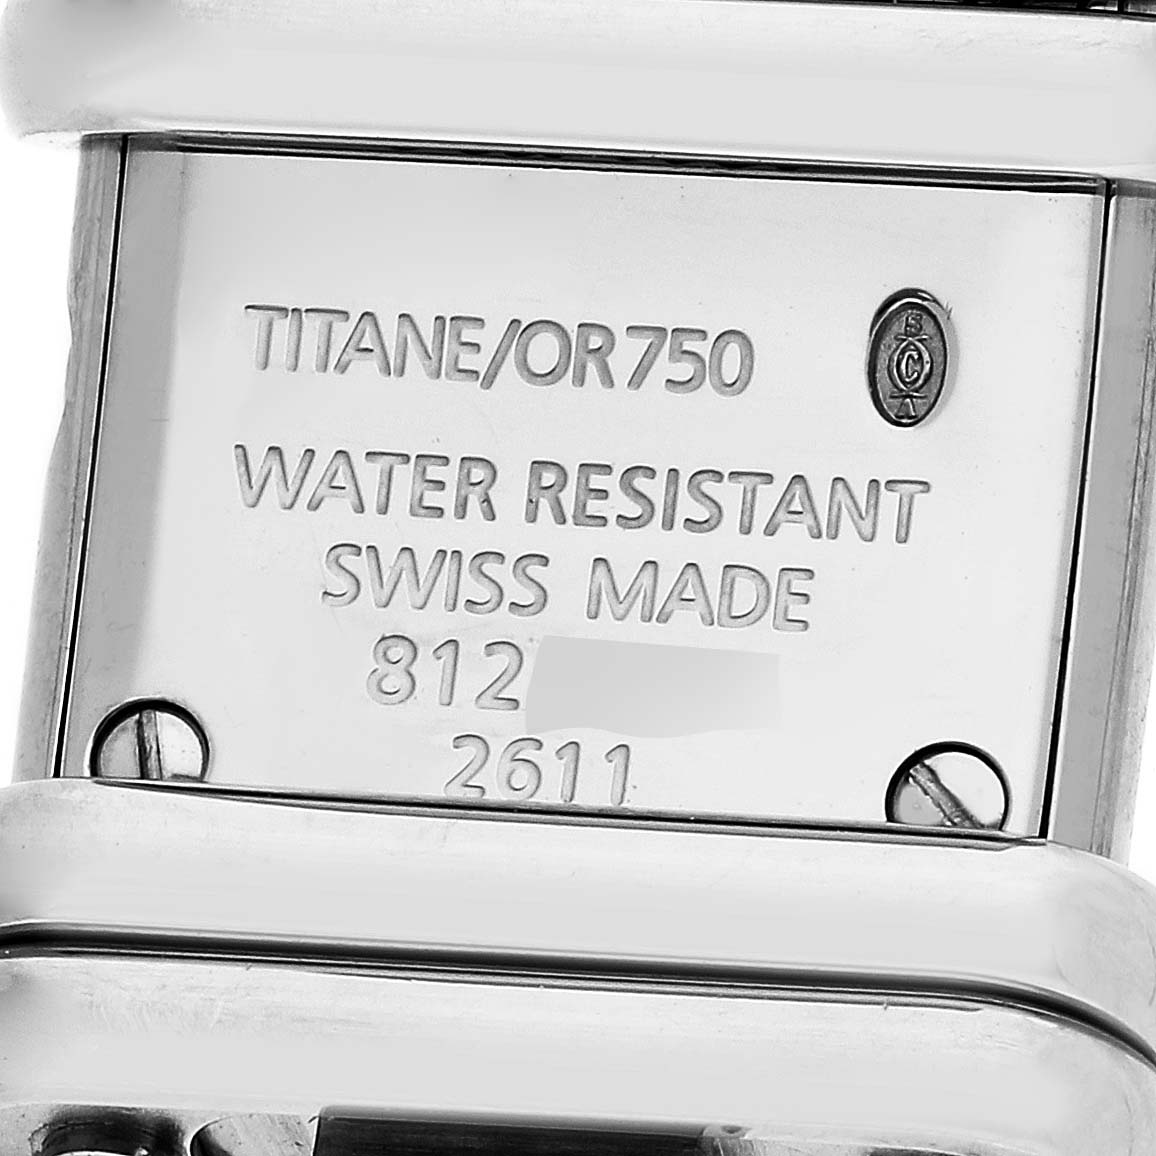 TITANE/OR750
S
C
A
WATER RESISTANT
SWISS MADE
812
2611